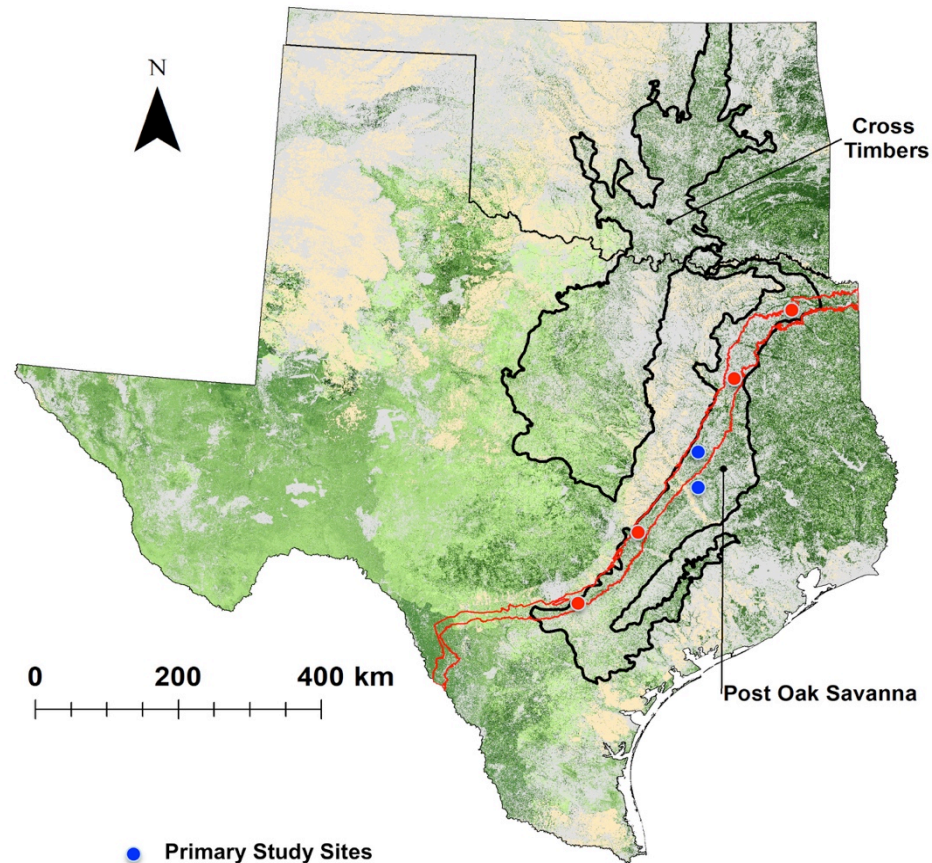 N
Cross
Timbers
0 200 400 km
Post Oak Savanna
Primary Study Sites